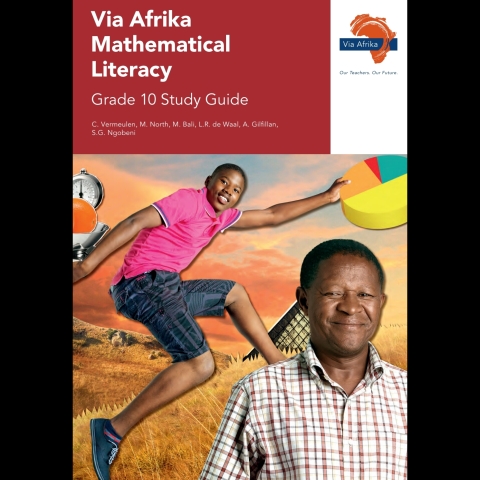 Via Afrika
Mathematical
Literacy
Grade 10 Study Guide
C. Vermeulen, M. North, M. Bali, L.R. de Waal, A. Gilfillan,
S.G. Ngobeni
Via Afrika
Our Teachers. Our Future.